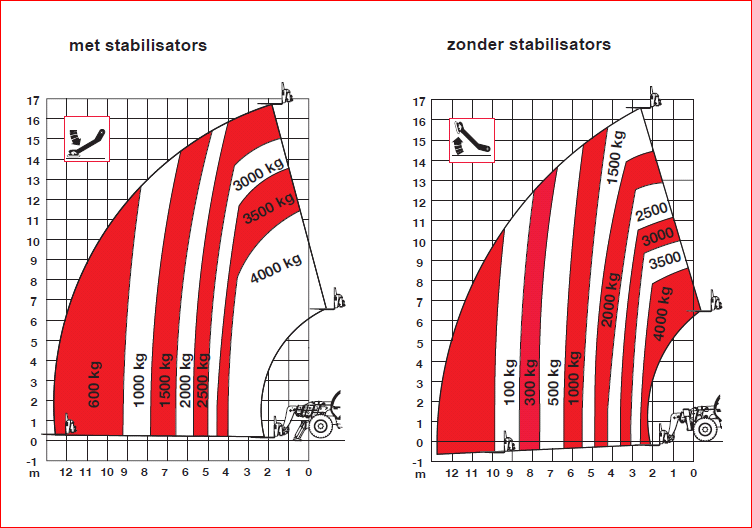 met stabilisators
17
16
15
14
13
12
11
10
9
8
7
6
5
4
3
2
1
0
-1
m
12 11 10 9 8 7 6 5 4 3 2 1 0
600 kg
1000 kg
1500 kg
2000 kg
2500 kg
3000 kg
3500 kg
4000 kg
zonder stabilisators
17
16
15
14
13
12
11
10
9
8
7
6
5
4
3
2
1
0
-1
m
12 11 10 9 8 7 6 5 4 3 2 1 0
100 kg
300 kg
500 kg
1000 kg
1500 kg
2000 kg
2500
3000
3500
4000 kg